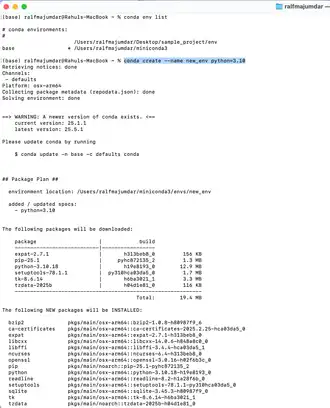 ralfmajumdar
(base) ralfmajumdar@Rahuls-MacBook ~ % conda env list
# conda environments:
#
/Users/ralfmajumdar/Desktop/sample_project/env
base * /Users/ralfmajumdar/miniconda3
(base) ralfmajumdar@Rahuls-MacBook ~ % conda create --name new_env python=3.10
Retrieving notices: done
Channels:
- defaults
Platform: osx-arm64
Collecting package metadata (repodata.json): done
Solving environment: done
==> WARNING: A newer version of conda exists. <==
current version: 25.1.1
latest version: 25.5.1
Please update conda by running
$ conda update -n base -c defaults conda
## Package Plan ##
environment location: /Users/ralfmajumdar/miniconda3/envs/new_env
added / updated specs:
- python=3.10
The following packages will be downloaded:
package | build
---------------------------|-----------------
expat-2.7.1 | h313beb8_0 156 KB
pip-25.1 | pyhc872135_2 1.3 MB
python-3.10.18 | h19e8193_0 12.9 MB
setuptools-78.1.1 | py310hca03da5_0 1.7 MB
tk-8.6.14 | h6ba3021_1 3.3 MB
tzdata-2025b | h04d1e81_0 116 KB
------------------------------------------------------------
Total: 19.4 MB
The following NEW packages will be INSTALLED:
bzip2 pkgs/main/osx-arm64::bzip2-1.0.8-h80987f9_6
ca-certificates pkgs/main/osx-arm64::ca-certificates-2025.2.25-hca03da5_0
expat pkgs/main/osx-arm64::expat-2.7.1-h313beb8_0
libcxx pkgs/main/osx-arm64::libcxx-14.0.6-h848a8c0_0
libffi pkgs/main/osx-arm64::libffi-3.4.4-hca03da5_1
ncurses pkgs/main/osx-arm64::ncurses-6.4-h313beb8_0
openssl pkgs/main/osx-arm64::openssl-3.0.16-h02f6b3c_0
pip pkgs/main/noarch::pip-25.1-pyhc872135_2
python pkgs/main/osx-arm64::python-3.10.18-h19e8193_0
readline pkgs/main/osx-arm64::readline-8.2-h1a28f6b_0
setuptools pkgs/main/osx-arm64::setuptools-78.1.1-py310hca03da5_0
sqlite pkgs/main/osx-arm64::sqlite-3.45.3-h80987f9_0
tk pkgs/main/osx-arm64::tk-8.6.14-h6ba3021_1
tzdata pkgs/main/noarch::tzdata-2025b-h04d1e81_0